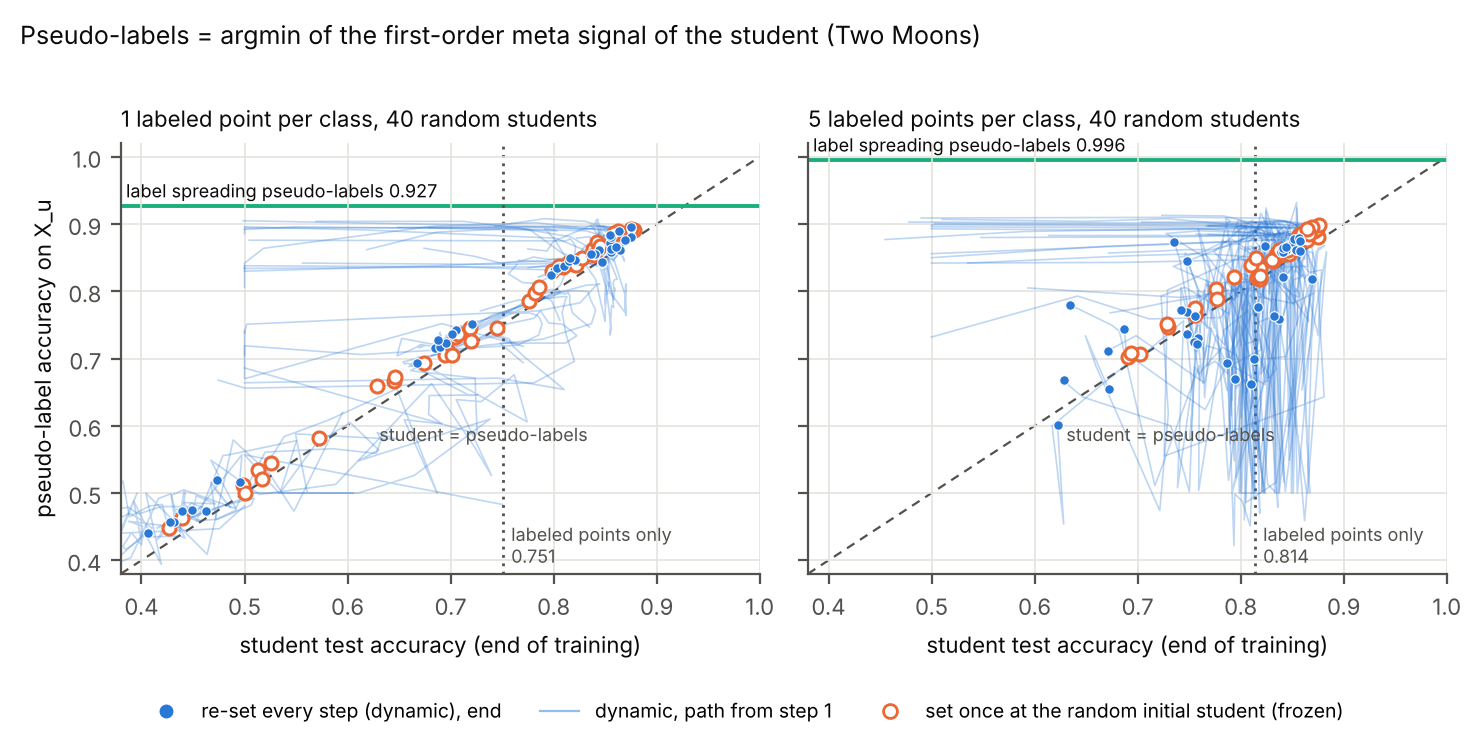 Pseudo-labels = argmin of the first-order meta signal of the student (Two Moons)
1 labeled point per class, 40 random students
5 labeled points per class, 40 random students
label spreading pseudo-labels 0.927
label spreading pseudo-labels 0.996
pseudo-label accuracy on X_u
1.0
0.9
0.8
0.7
0.6
0.5
0.4
student = pseudo-labels
student = pseudo-labels
labeled points only
0.751
labeled points only
0.814
0.4 0.5 0.6 0.7 0.8 0.9 1.0
0.4 0.5 0.6 0.7 0.8 0.9 1.0
student test accuracy (end of training)
student test accuracy (end of training)
re-set every step (dynamic), end
dynamic, path from step 1
set once at the random initial student (frozen)